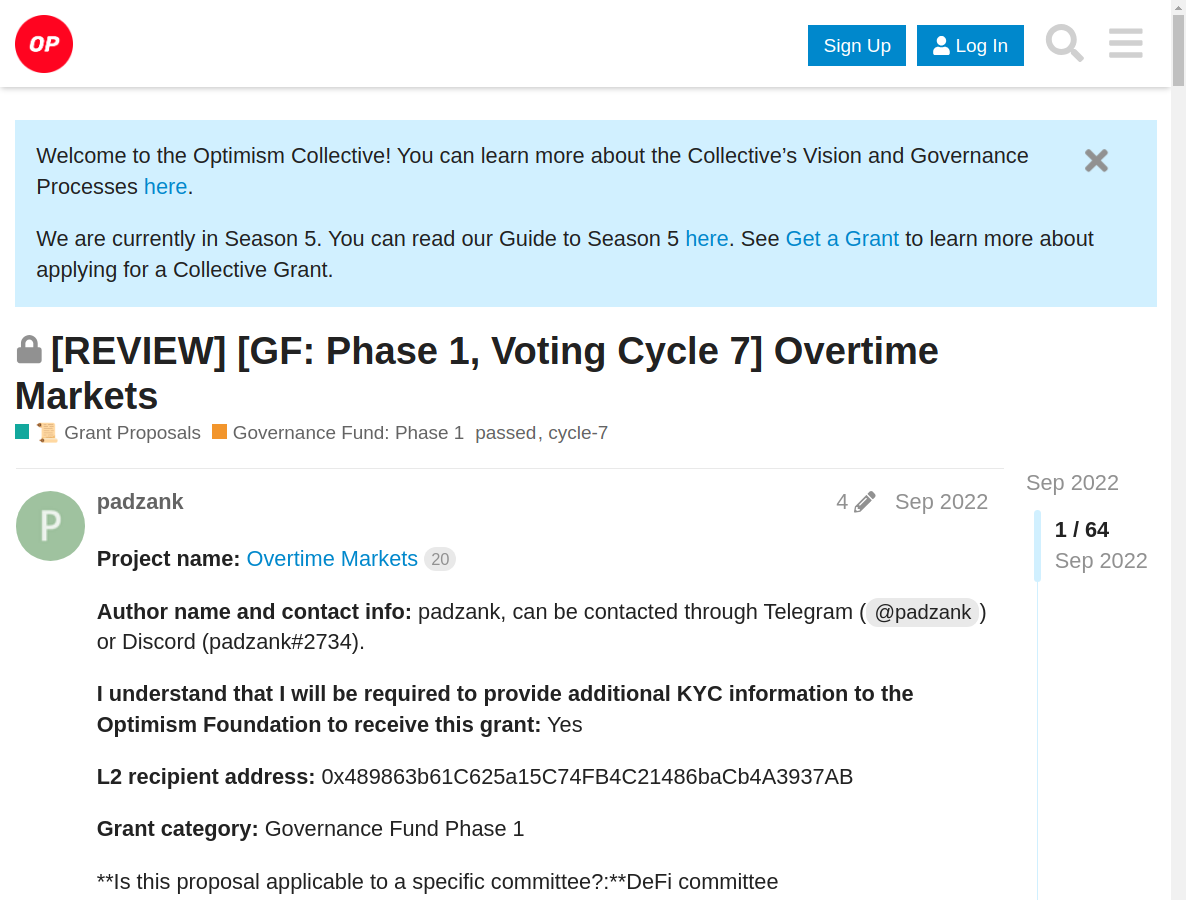 OP
Sign Up
Log In
Welcome to the Optimism Collective! You can learn more about the Collective’s Vision and Governance
Processes here.
We are currently in Season 5. You can read our Guide to Season 5 here. See Get a Grant to learn more about
applying for a Collective Grant.
[REVIEW] [GF: Phase 1, Voting Cycle 7] Overtime
Markets
📜 Grant Proposals Governance Fund: Phase 1 passed, cycle-7
Sep 2022
P
padzank
4 Sep 2022
1 / 64
Sep 2022
Project name: Overtime Markets 20
Author name and contact info: padzank, can be contacted through Telegram (@padzank)
or Discord (padzank#2734).
I understand that I will be required to provide additional KYC information to the
Optimism Foundation to receive this grant: Yes
L2 recipient address: 0x489863b61C625a15C74FB4C21486baCb4A3937AB
Grant category: Governance Fund Phase 1
**Is this proposal applicable to a specific committee?:**DeFi committee